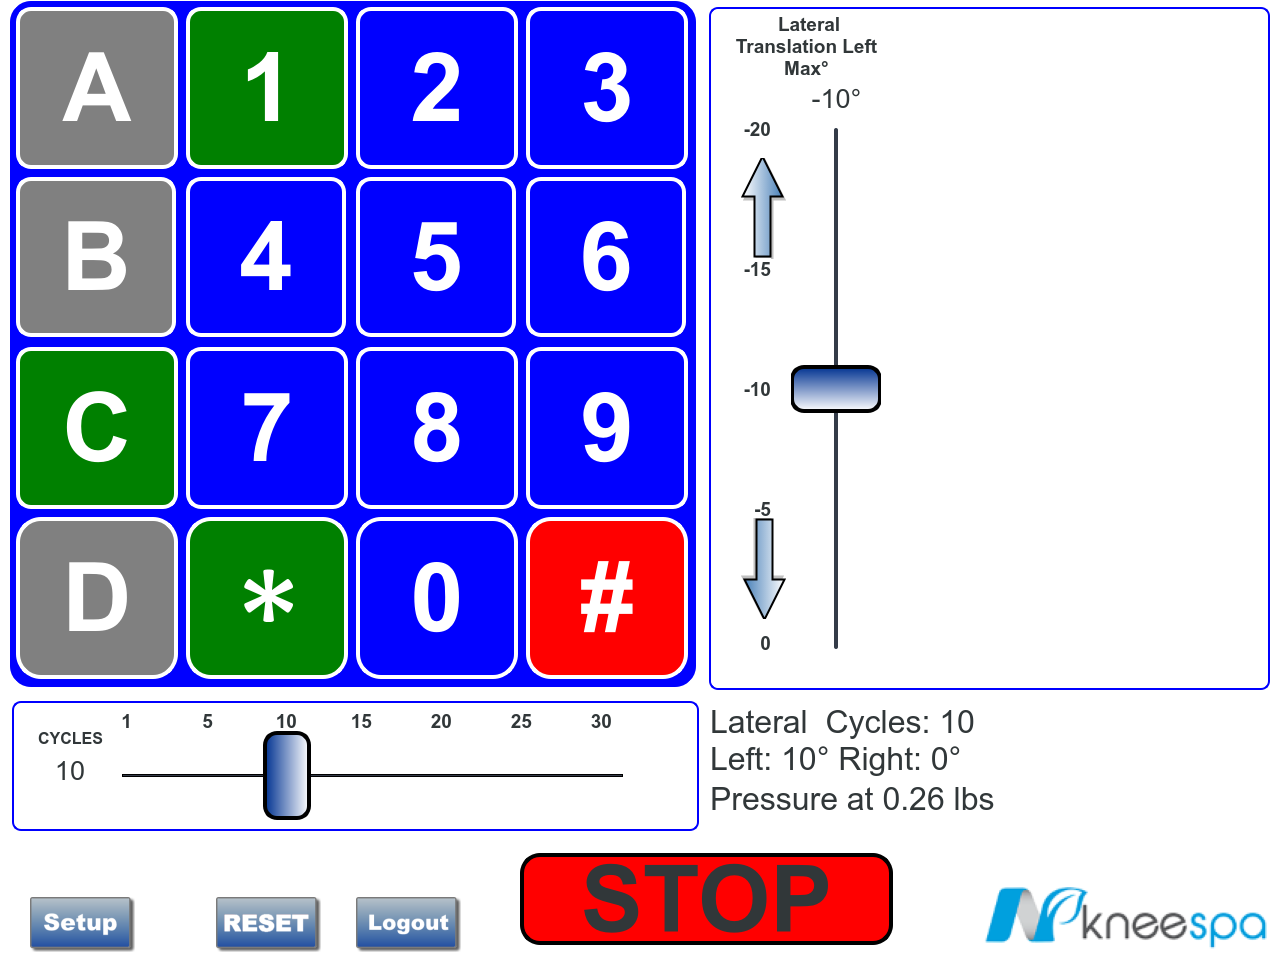 A 1 2 3
B 4 5 6
C 7 8 9
D * 0 #
Lateral
Translation Left
Max°
-10°
-20
-15
-10
-5
0
1 5 10 15 20 25 30
CYCLES
10
Lateral  Cycles: 10
Left: 10° Right: 0°
Pressure at 0.26 lbs
Setup
RESET
Logout
STOP
kneespa